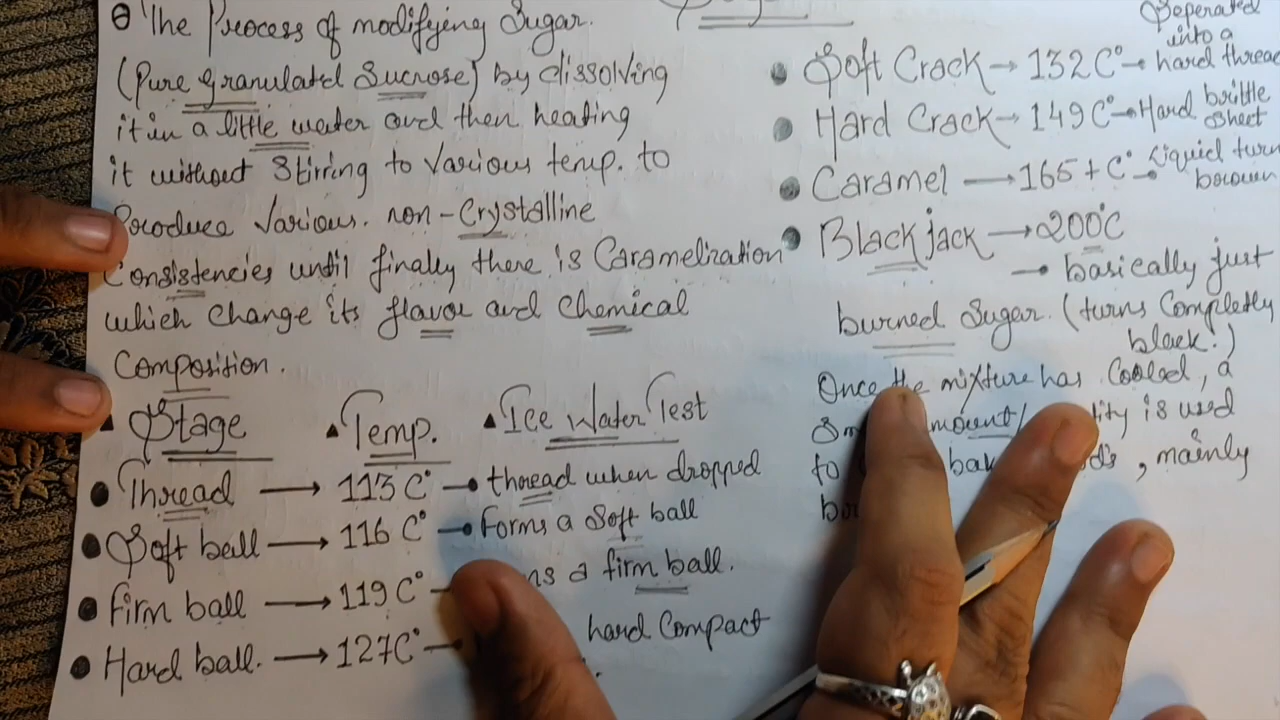 θ The Process of modifying Sugar.
(Pure Granulated Sucrose) by dissolving
it in a little water and then heating
it without Stirring to Various temp. to
Produce Various. non-Crystalline
Consistencies until finally there is Caramelization
which change its flavor and Chemical
Composition.
▲ Stage ▲ Temp. ▲ Ice Water Test
● Thread → 113 C° → thread when dropped
● Soft ball → 116 C° → Forms a Soft ball
● Firm ball → 119 C° a firm ball.
● Hard ball. → 127C° hard Compact
Seperated
into a
● Soft Crack → 132 C° → hard thread
● Hard Crack → 149 C° → Hard brittle
Sheet
● Caramel → 165 + C° → Liquid turn
brown
● Black jack → 200°C
→ basically just
burned Sugar. (turns Completly
black.)
Once the mixture has Cooled, a
is used
to , mainly